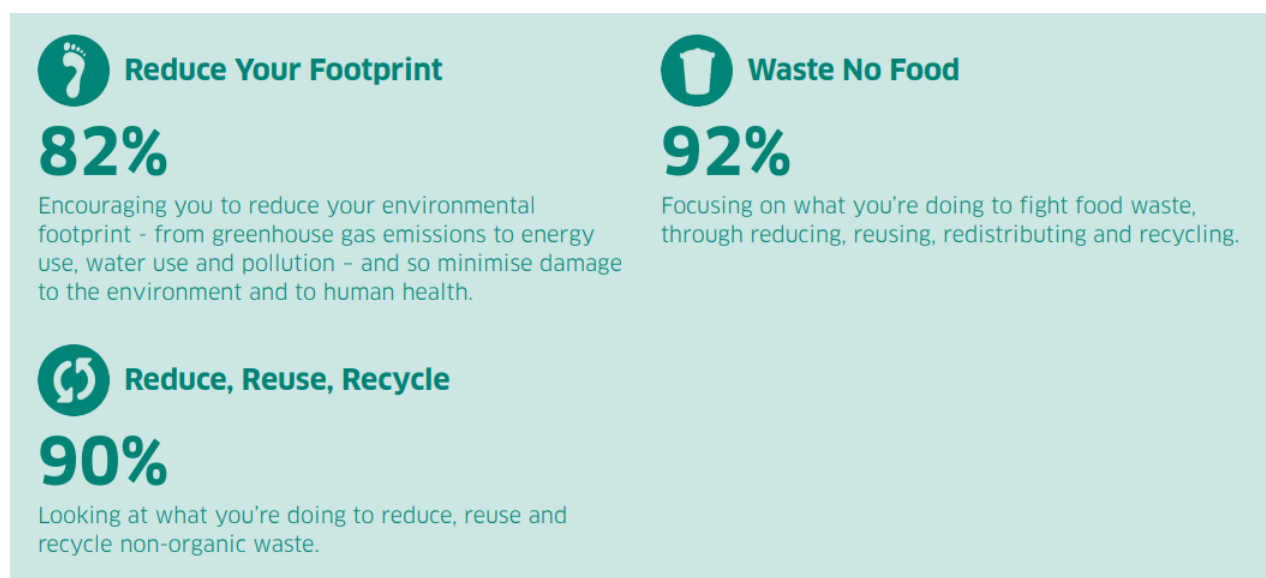 Reduce Your Footprint
82%
Encouraging you to reduce your environmental
footprint - from greenhouse gas emissions to energy
use, water use and pollution – and so minimise damage
to the environment and to human health.
Waste No Food
92%
Focusing on what you're doing to fight food waste,
through reducing, reusing, redistributing and recycling.
Reduce, Reuse, Recycle
90%
Looking at what you're doing to reduce, reuse and
recycle non-organic waste.